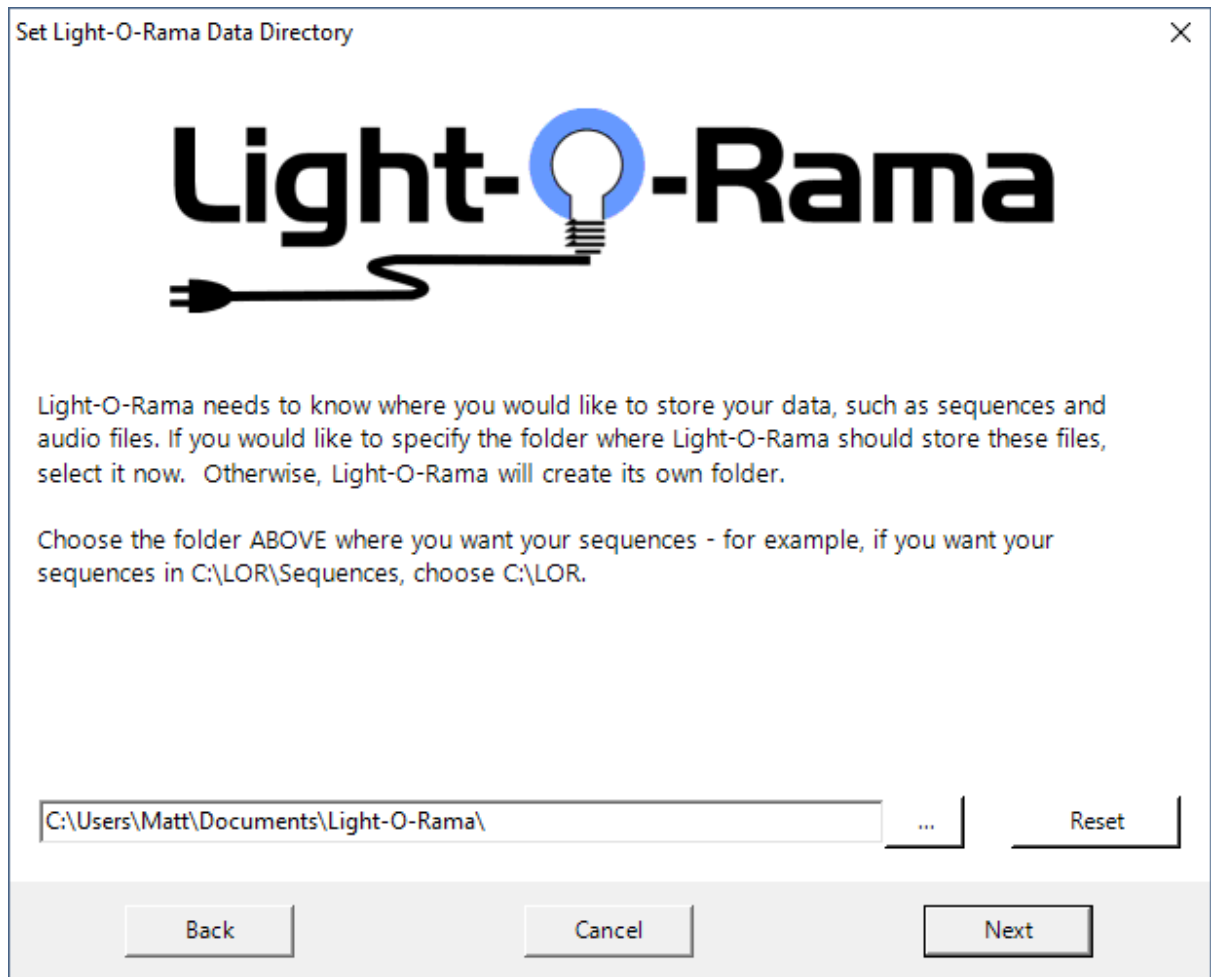 Set Light-O-Rama Data Directory
Light-O-Rama
Light-O-Rama needs to know where you would like to store your data, such as sequences and
audio files. If you would like to specify the folder where Light-O-Rama should store these files,
select it now.  Otherwise, Light-O-Rama will create its own folder.
Choose the folder ABOVE where you want your sequences - for example, if you want your
sequences in C:\LOR\Sequences, choose C:\LOR.
C:\Users\Matt\Documents\Light-O-Rama\ ... Reset
Back Cancel Next